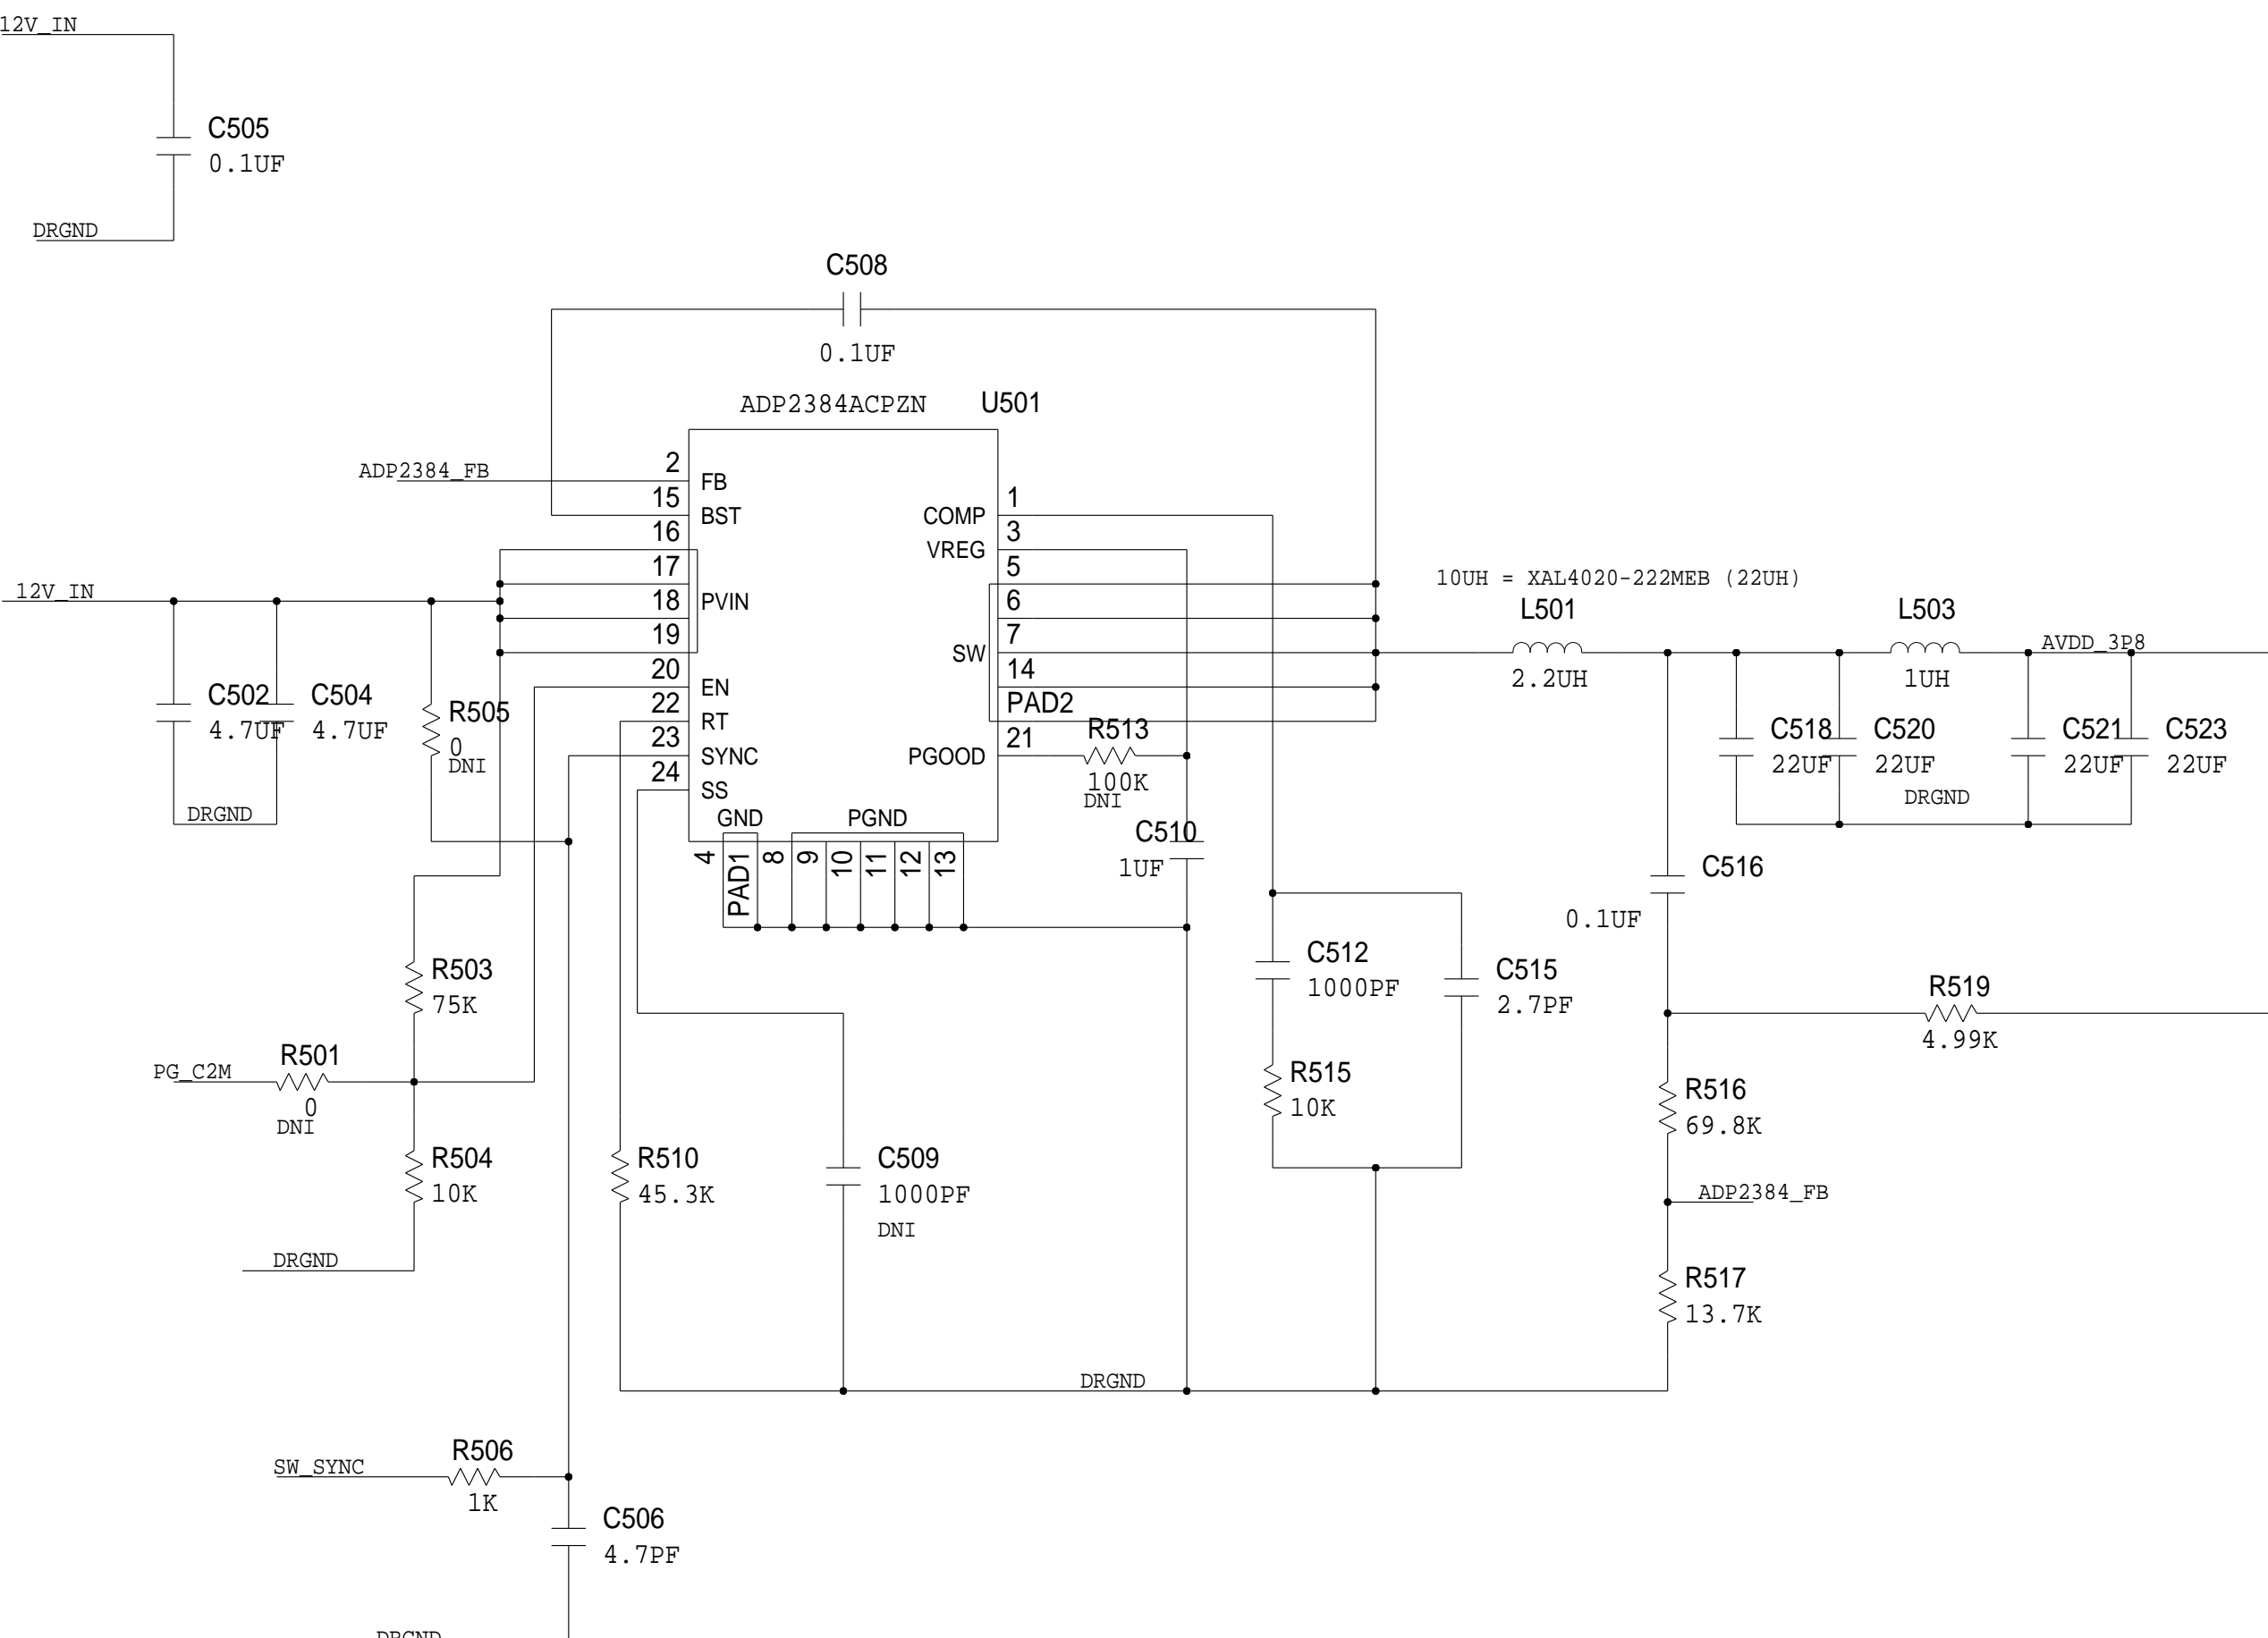 12V_IN
C505
0.1UF
DRGND
C508
0.1UF
ADP2384ACPZN U501
ADP2384_FB
2
FB
15
BST
16
17
18
PVIN
19
20
EN
22
RT
23
SYNC
24
SS
1
COMP
3
VREG
5
6
7
SW
14
PAD2
21
PGOOD
GND
PGND
4
PAD1
8
9
10
11
12
13
12V_IN
C502
4.7UF
C504
4.7UF
DRGND
R505
0
DNI
R513
100K
DNI
C510
1UF
10UH = XAL4020-222MEB (22UH)
L501
2.2UH
L503
1UH
AVDD_3P8
C518
22UF
C520
22UF
C521
22UF
C523
22UF
DRGND
C516
0.1UF
C512
1000PF
C515
2.7PF
R503
75K
R519
4.99K
PG_C2M
R501
0
DNI
R515
10K
R516
69.8K
R504
10K
R510
45.3K
C509
1000PF
DNI
ADP2384_FB
DRGND
R517
13.7K
DRGND
SW_SYNC
R506
1K
C506
4.7PF
DRGND